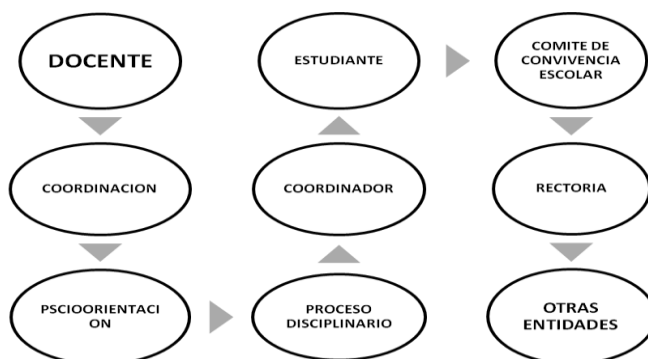 DOCENTE
COORDINACION
PSCIOORIENTACI
ON
PROCESO
DISCIPLINARIO
COORDINADOR
ESTUDIANTE
COMITE DE
CONVIVENCIA
ESCOLAR
RECTORIA
OTRAS
ENTIDADES